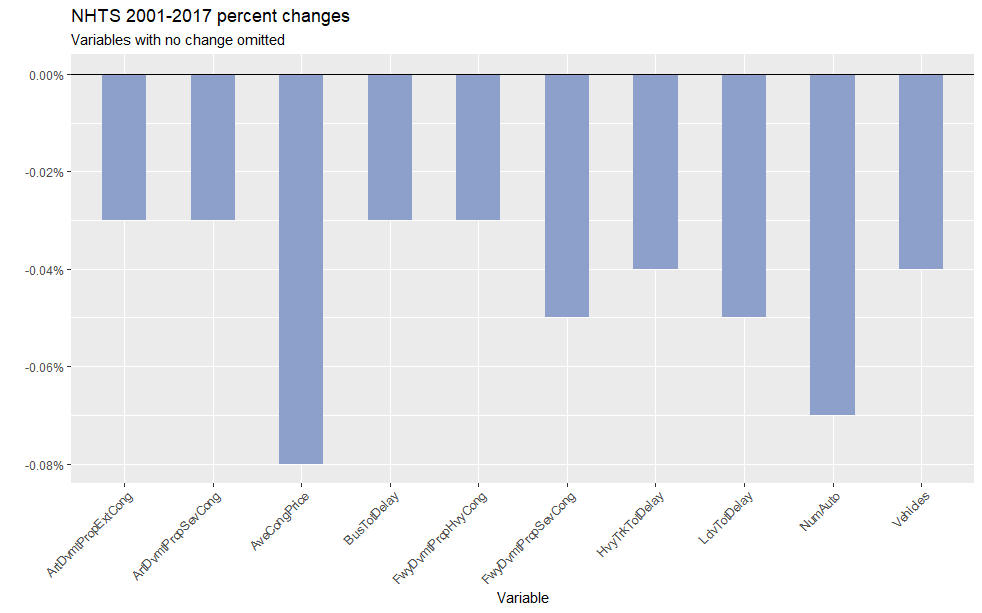 NHTS 2001-2017 percent changes
Variables with no change omitted
0.00%
-0.02%
-0.04%
-0.06%
-0.08%
ArtDvmtPropExtCong
ArtDvmtPropSevCong
AveCongPrice
BusTotDelay
FwyDvmtPropHvyCong
FwyDvmtPropSevCong
HvyTrkTotDelay
LdvTotDelay
NumAuto
Vehicles
Variable